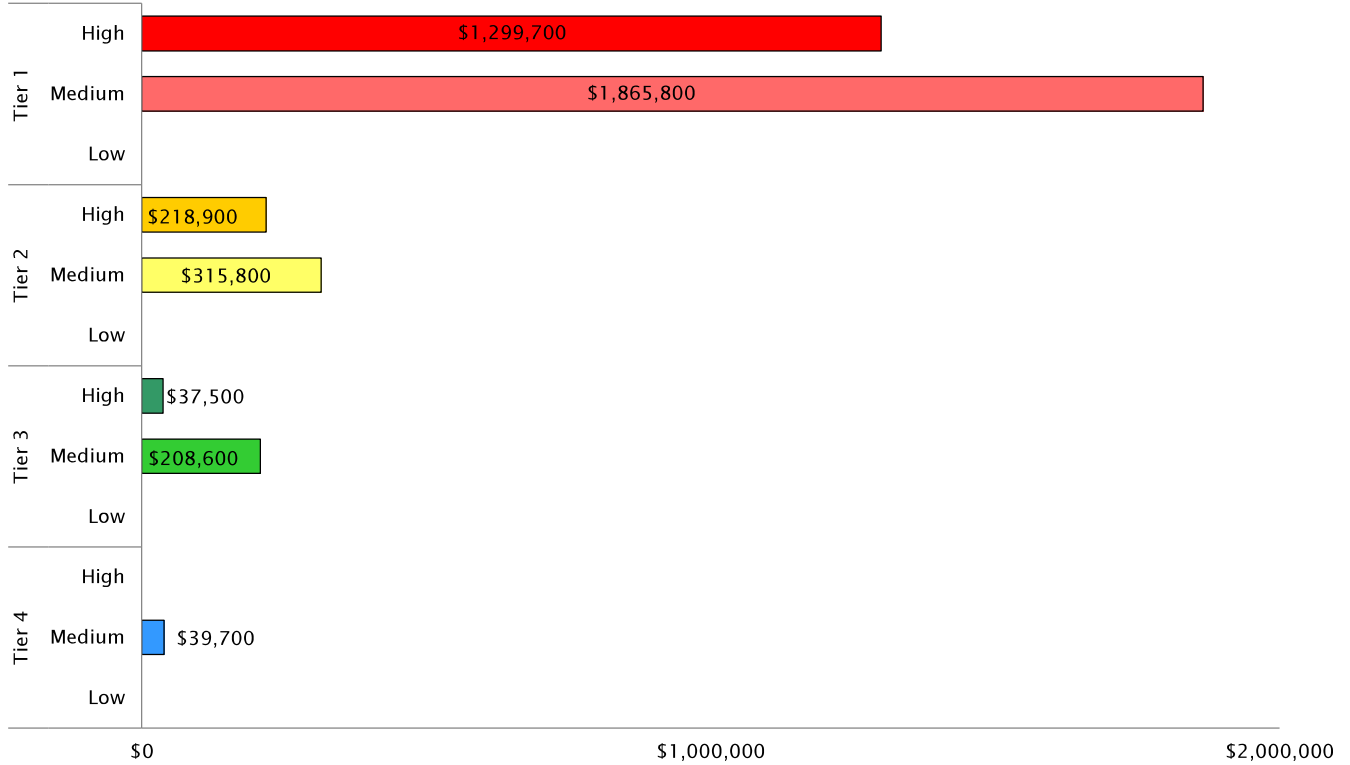 Tier 1
High
$1,299,700
Medium
$1,865,800
Low
Tier 2
High
$218,900
Medium
$315,800
Low
Tier 3
High
$37,500
Medium
$208,600
Low
Tier 4
High
Medium
$39,700
Low
$0
$1,000,000
$2,000,000